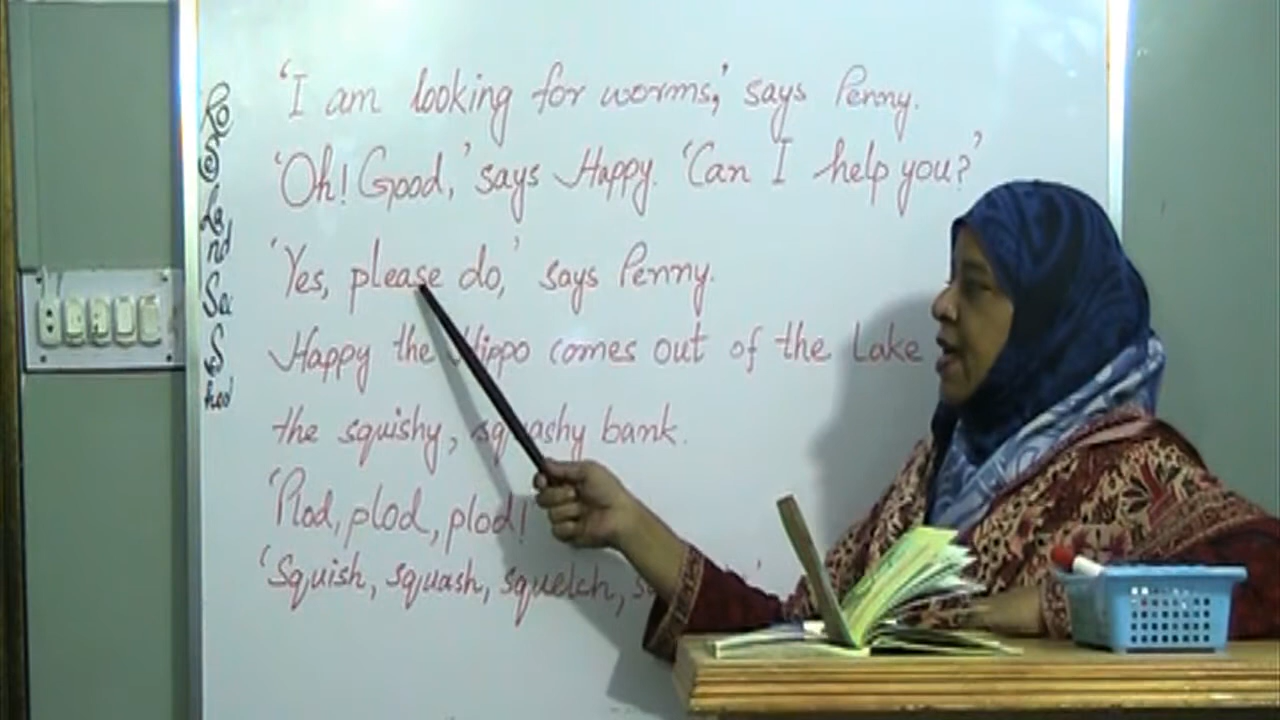 'I am looking for worms,' says Penny.
'Oh! Good,' says Happy. 'Can I help you?'
'Yes, please do,' says Penny.
Happy the Hippo comes out of the Lake
the squishy, squashy bank.
'Plod, plod, plod!
'Squish, squash, squelch,